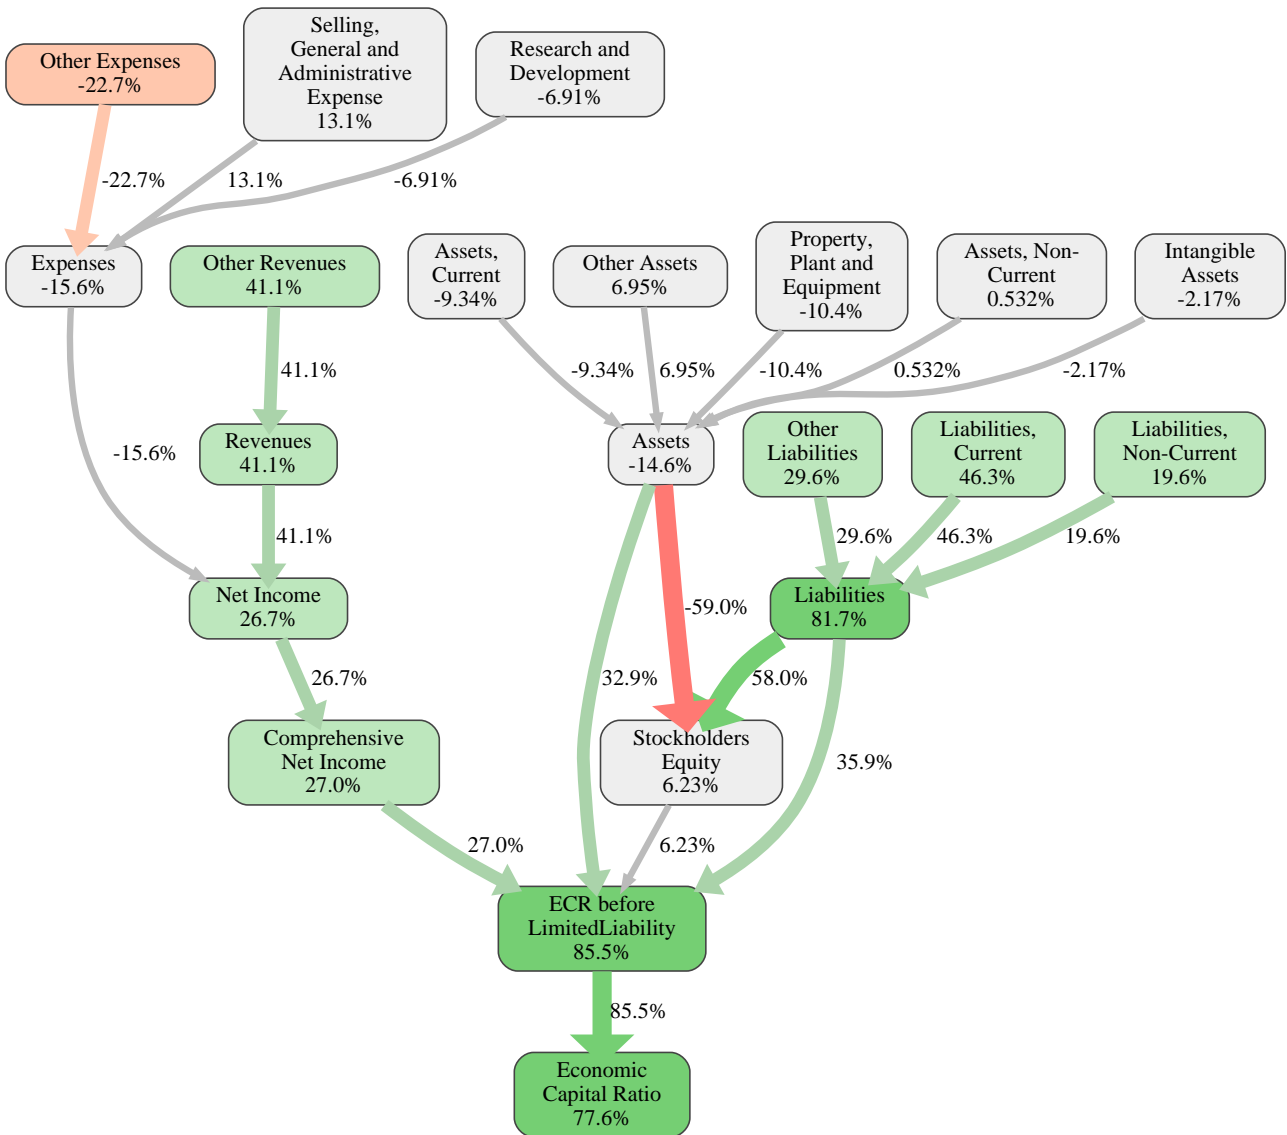 Other Expenses
-22.7%
Selling,
General and
Administrative
Expense
13.1%
Research and
Development
-6.91%
-22.7%
13.1%
-6.91%
Expenses
-15.6%
Other Revenues
41.1%
Assets,
Current
-9.34%
Other Assets
6.95%
Property,
Plant and
Equipment
-10.4%
Assets, Non-
Current
0.532%
Intangible
Assets
-2.17%
41.1%
-9.34%
6.95%
-10.4%
0.532%
-2.17%
-15.6%
Revenues
41.1%
Assets
-14.6%
Other
Liabilities
29.6%
Liabilities,
Current
46.3%
Liabilities,
Non-Current
19.6%
41.1%
29.6%
46.3%
19.6%
Net Income
26.7%
-59.0%
Liabilities
81.7%
26.7%
32.9%
58.0%
Comprehensive
Net Income
27.0%
Stockholders
Equity
6.23%
35.9%
27.0%
6.23%
ECR before
LimitedLiability
85.5%
85.5%
Economic
Capital Ratio
77.6%